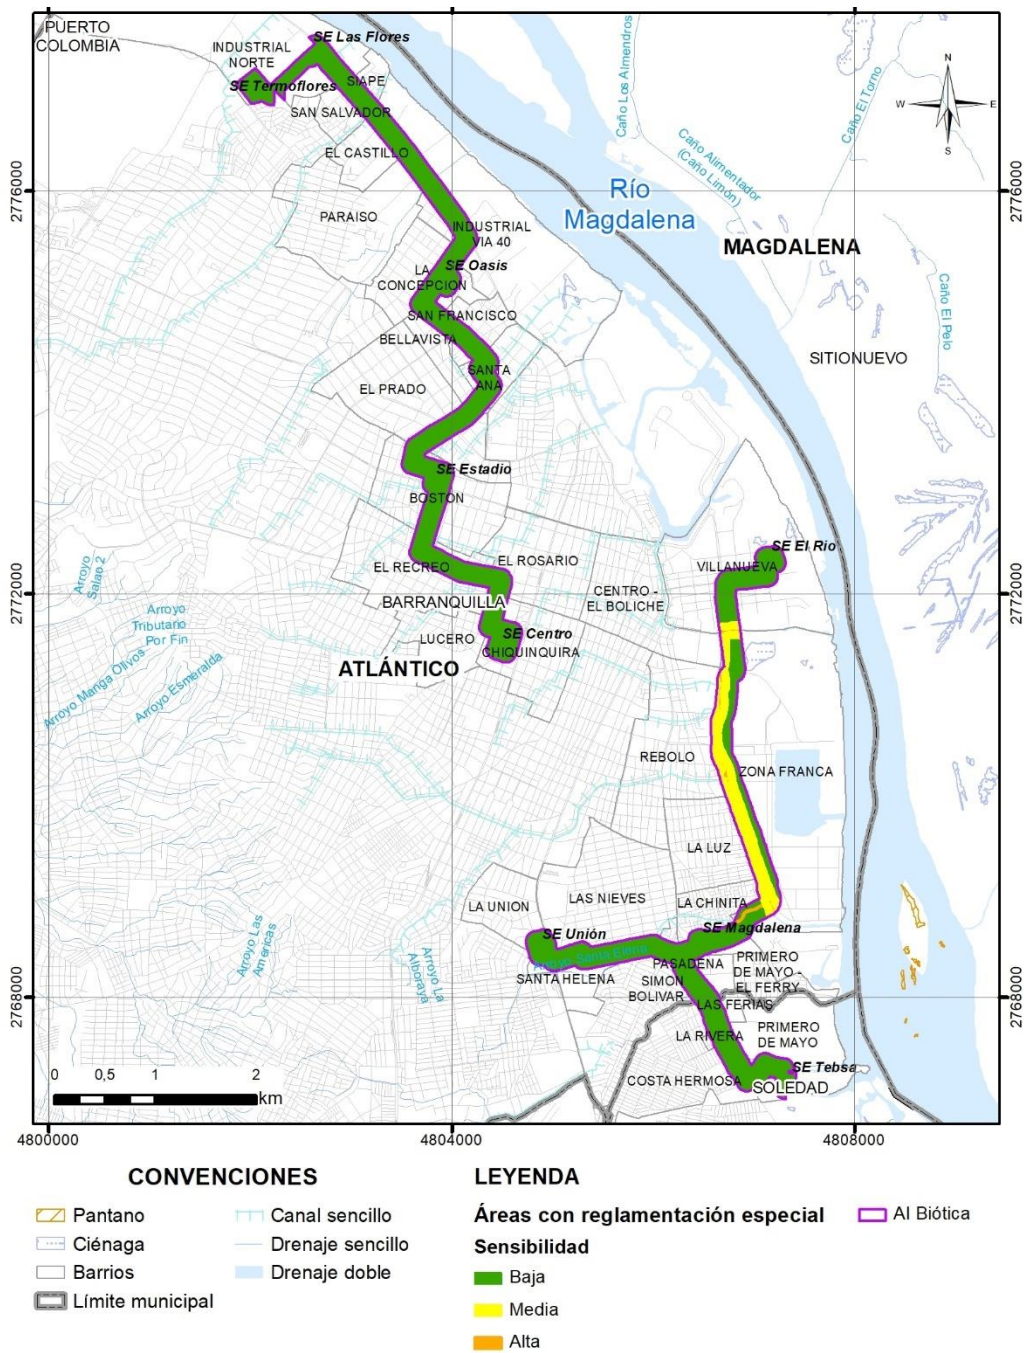 PUERTO
COLOMBIA
INDUSTRIAL
NORTE
SE Las Flores
SE Termoflores
SIAPE
SAN SALVADOR
EL CASTILLO
PARAISO
INDUSTRIAL
VIA 40
SE Oasis
LA
CONCEPCION
SAN FRANCISCO
BELLAVISTA
SANTA
ANA
EL PRADO
SE Estadio
BOSTON
EL RECREO
EL ROSARIO
BARRANQUILLA
LUCERO
SE Centro
CHIQUINQUIRA
ATLÁNTICO
CENTRO -
EL BOLICHE
SE El Rio
VILLANUEVA
REBOLO
ZONA FRANCA
LA LUZ
LAS NIEVES
LA UNION
LA CHINITA
SE Unión
SE Magdalena
Arroyo Santa Elena
SANTA HELENA
PASADENA
PRIMERO
DE MAYO -
EL FERRY
SIMON
BOLIVAR
LAS FERIAS
LA RIVERA
PRIMERO
DE MAYO
SE Tebsa
COSTA HERMOSA
SOLEDAD
Río
Magdalena
MAGDALENA
SITIONUEVO
Caño Los Almendros
Caño Alimentador
(Caño Limón)
Caño El Torno
Caño El Pelo
Arroyo
Salao 2
Arroyo
Tributario
Por Fin
Arroyo Manga Olivos
Arroyo Esmeralda
Arroyo Las
Americas
Arroyo La
Alboraya
N
W
E
S
2776000
2772000
2768000
2776000
2772000
2768000
0 0,5 1 2
km
4800000
4804000
4808000
CONVENCIONES
Pantano
Ciénaga
Barrios
Límite municipal
Canal sencillo
Drenaje sencillo
Drenaje doble
LEYENDA
Áreas con reglamentación especial
Sensibilidad
Baja
Media
Alta
AI Biótica